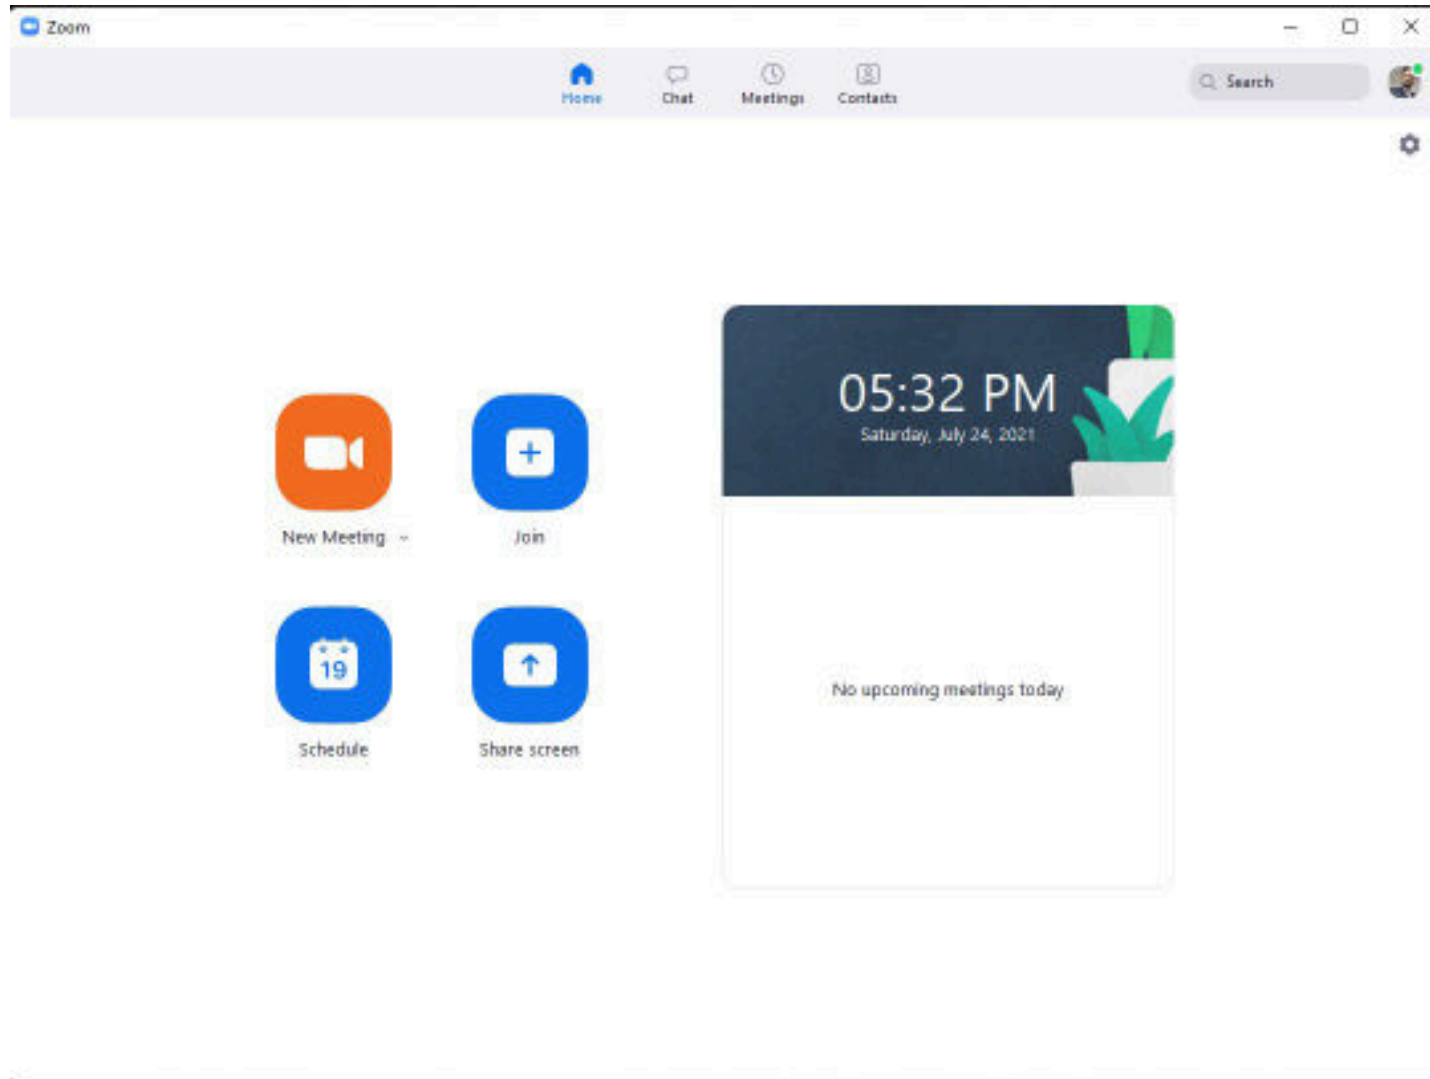 Zoom
Home
Chat
Meetings
Contacts
Search
05:32 PM
Saturday, July 24, 2021
New Meeting
Join
19
Schedule
Share screen
No upcoming meetings today